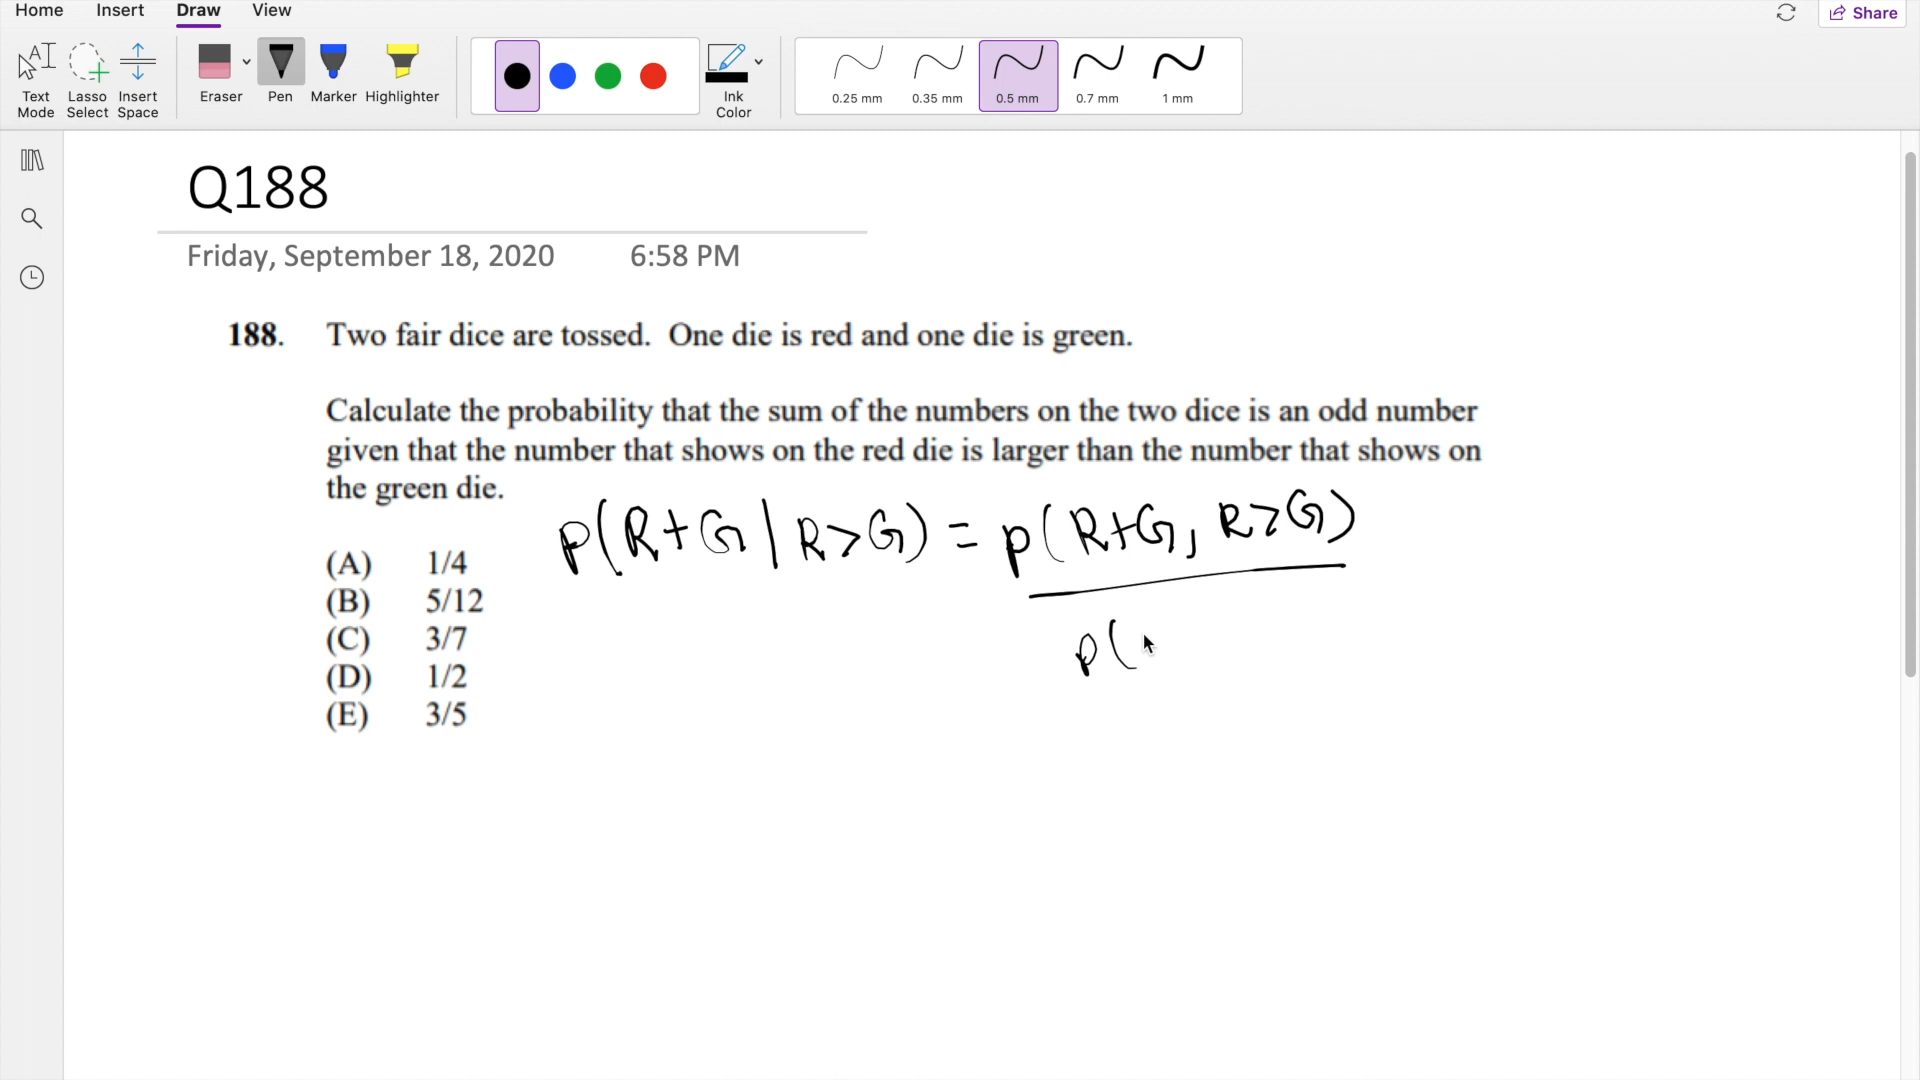 Home Insert Draw View
Share
Text Mode
Lasso Select
Insert Space
Eraser
Pen
Marker
Highlighter
Ink Color
0.25 mm
0.35 mm
0.5 mm
0.7 mm
1 mm
Q188
Friday, September 18, 2020 6:58 PM
188. Two fair dice are tossed. One die is red and one die is green.
Calculate the probability that the sum of the numbers on the two dice is an odd number
given that the number that shows on the red die is larger than the number that shows on
the green die.
P(R+G|R>G) = P(R+G, R>G)
P(
(A) 1/4
(B) 5/12
(C) 3/7
(D) 1/2
(E) 3/5